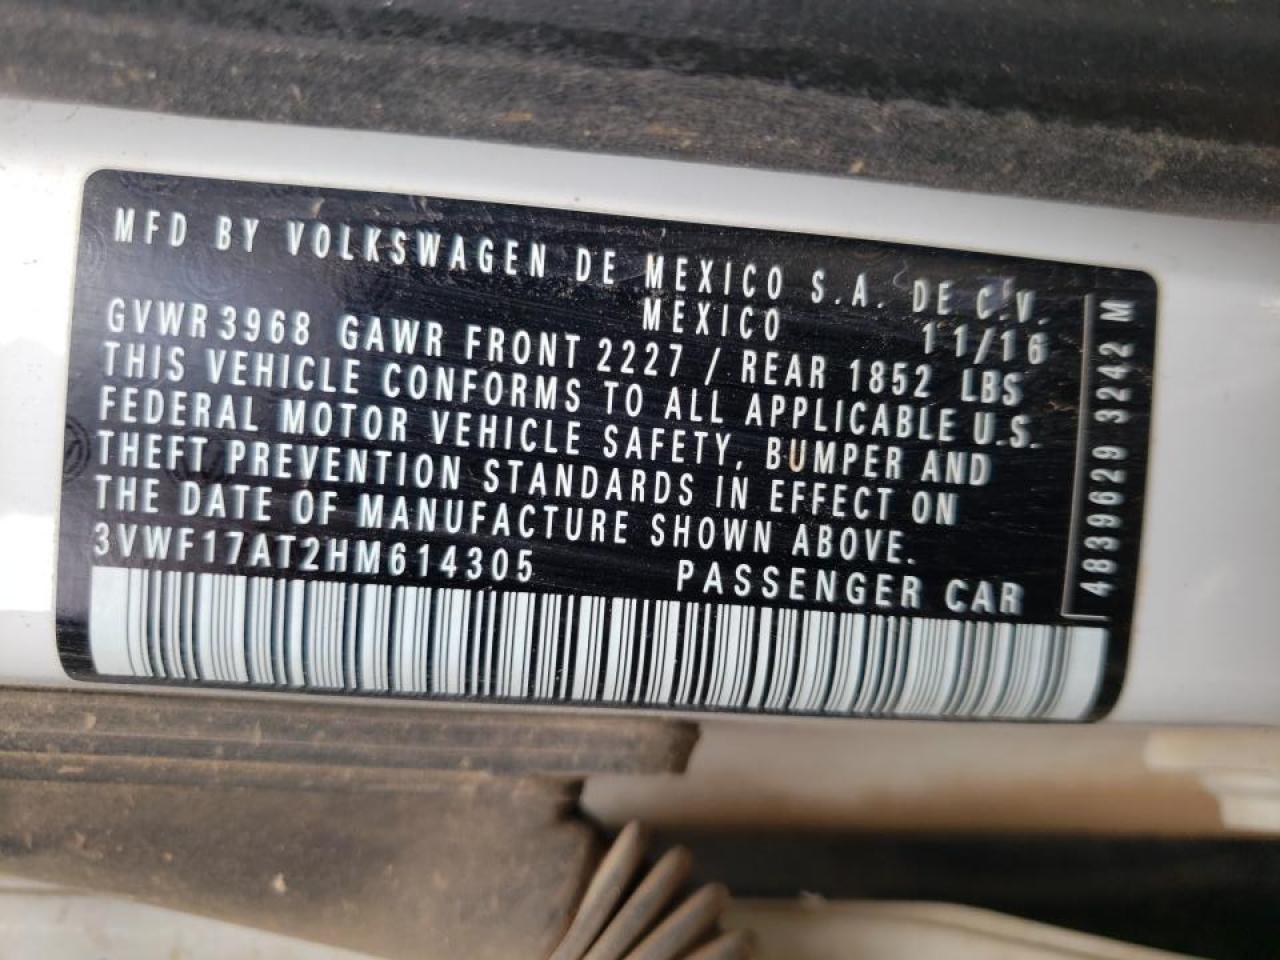 MFD BY VOLKSWAGEN DE MEXICO S.A. DE C.V.
MEXICO 11/16
GVWR 3968 GAWR FRONT 2227 / REAR 1852 LBS
THIS VEHICLE CONFORMS TO ALL APPLICABLE U.S.
FEDERAL MOTOR VEHICLE SAFETY, BUMPER AND
THEFT PREVENTION STANDARDS IN EFFECT ON
THE DATE OF MANUFACTURE SHOWN ABOVE.
3VWF17AT2HM614305 PASSENGER CAR
4839629 3242 M